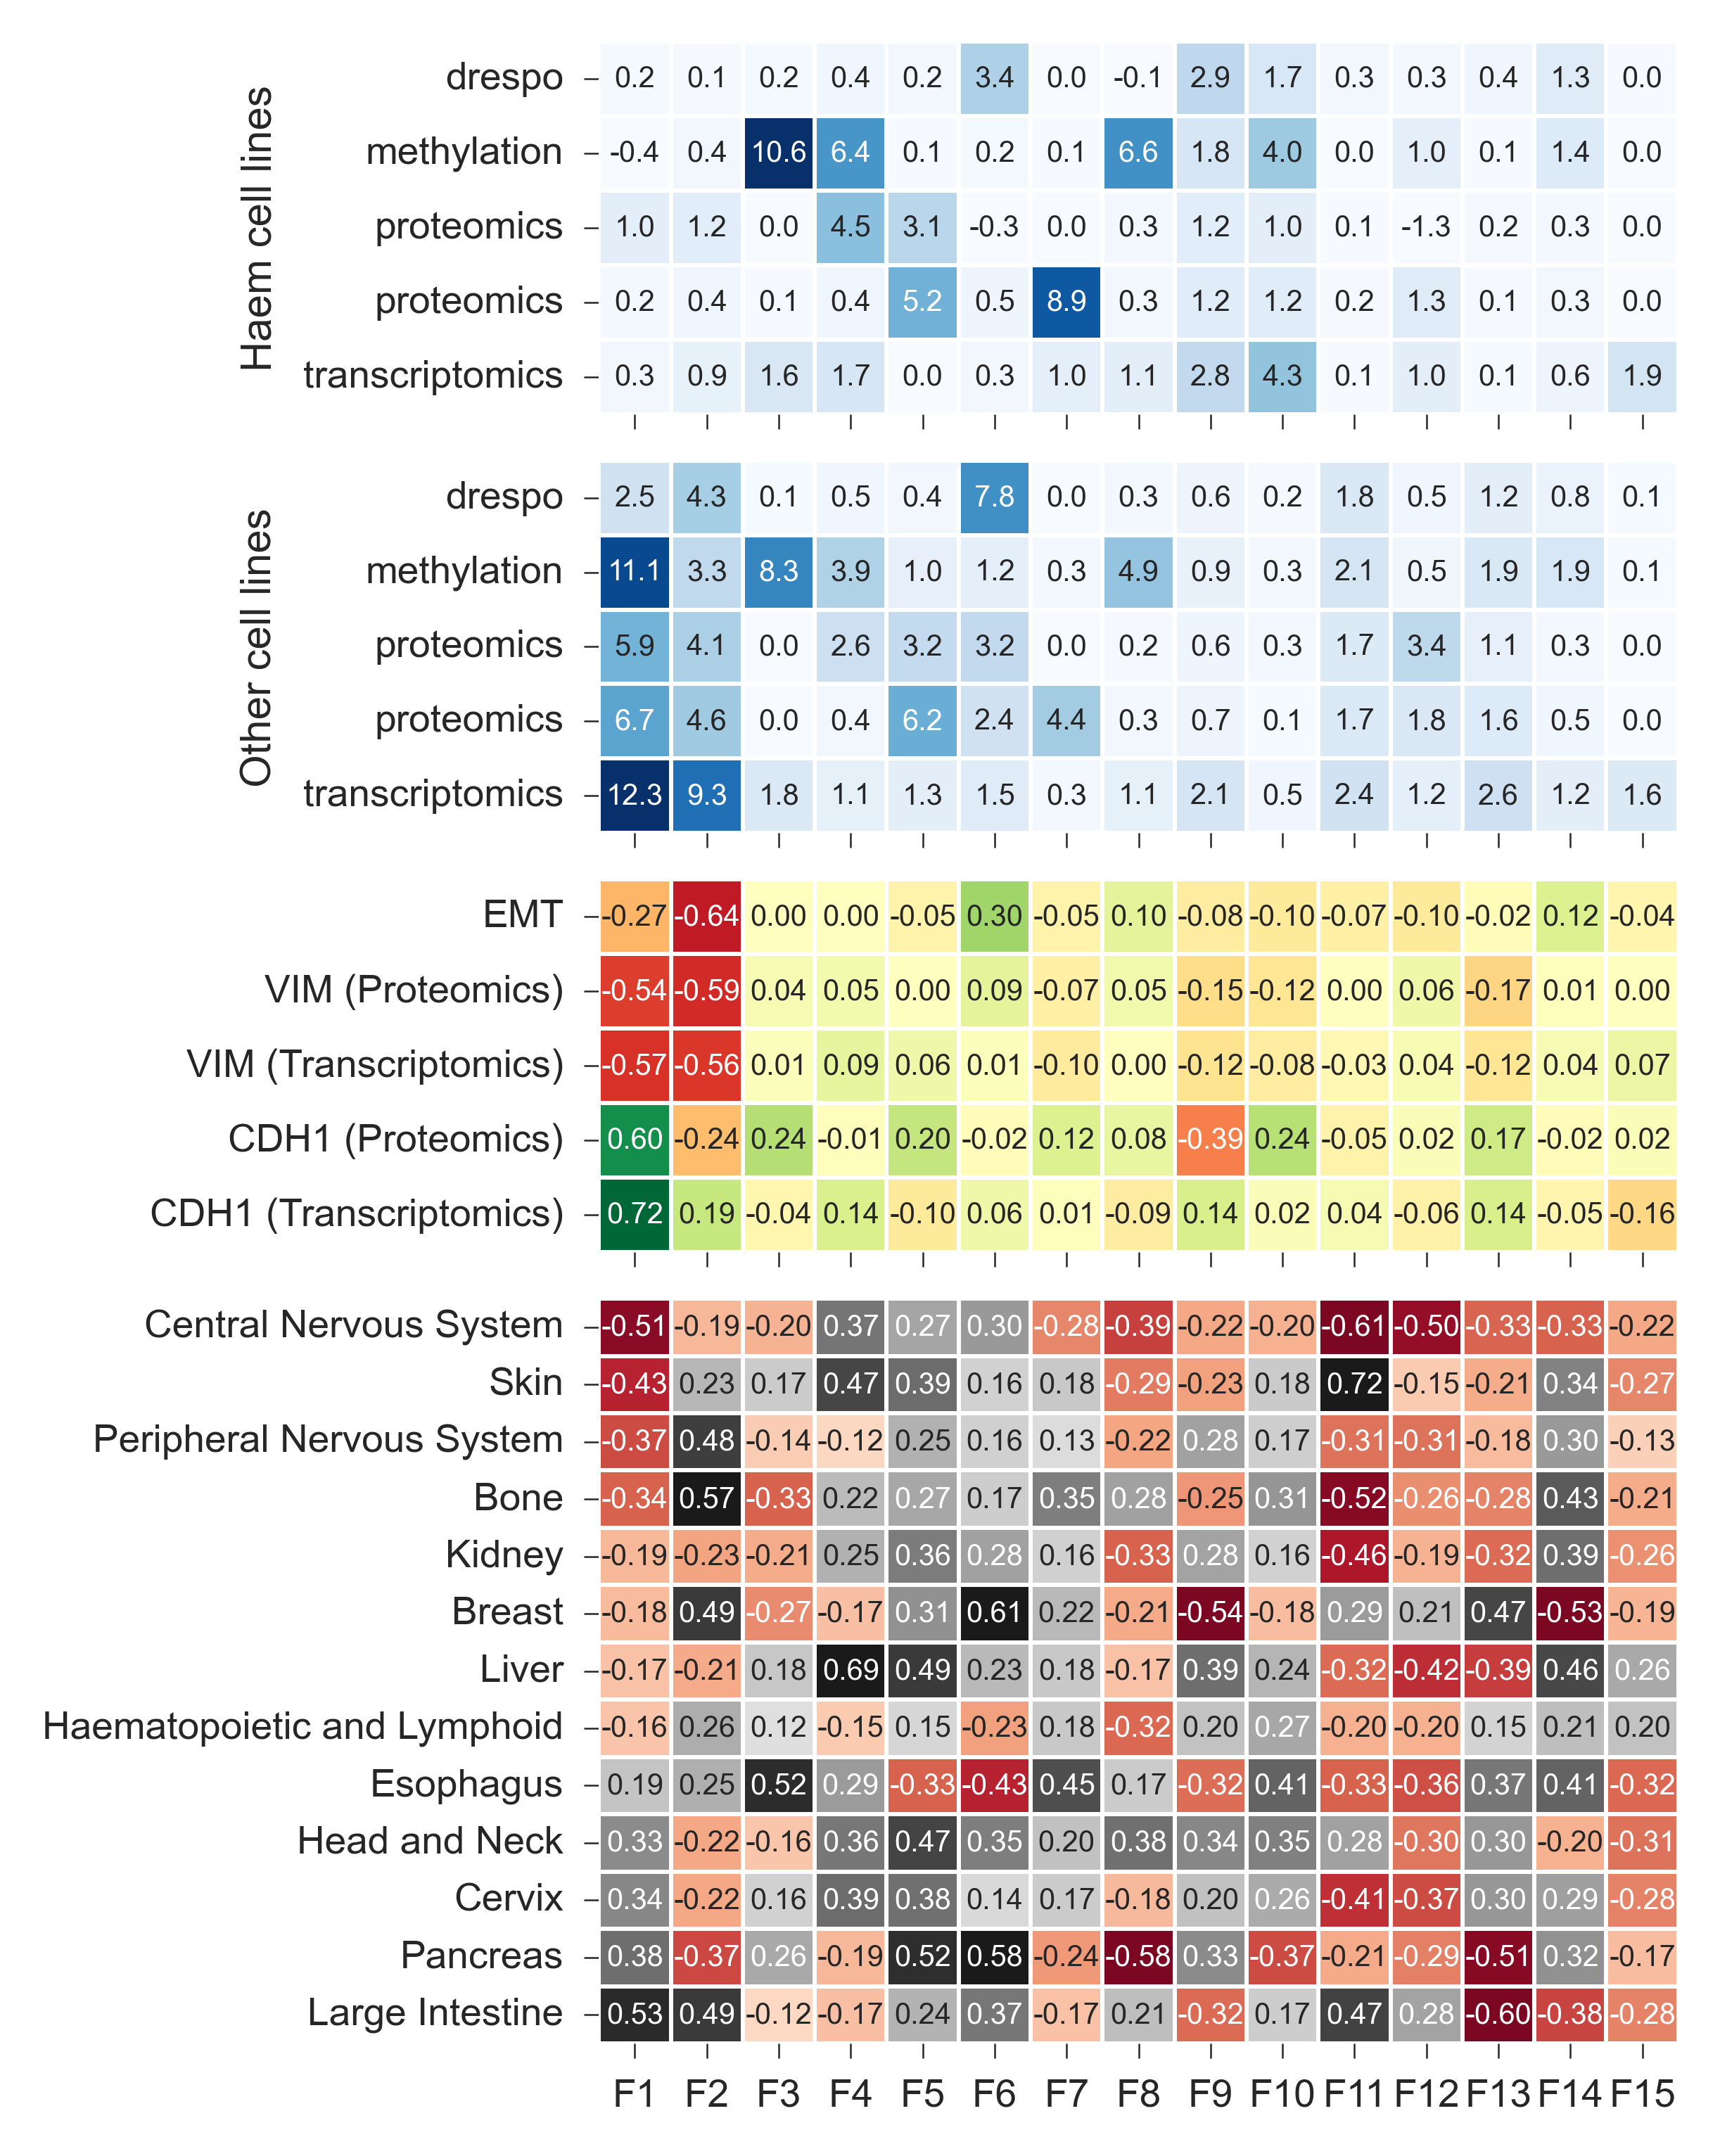 Haem cell lines
drespo 0.2 0.1 0.2 0.4 0.2 3.4 0.0 -0.1 2.9 1.7 0.3 0.3 0.4 1.3 0.0
methylation -0.4 0.4 10.6 6.4 0.1 0.2 0.1 6.6 1.8 4.0 0.0 1.0 0.1 1.4 0.0
proteomics 1.0 1.2 0.0 4.5 3.1 -0.3 0.0 0.3 1.2 1.0 0.1 -1.3 0.2 0.3 0.0
proteomics 0.2 0.4 0.1 0.4 5.2 0.5 8.9 0.3 1.2 1.2 0.2 1.3 0.1 0.3 0.0
transcriptomics 0.3 0.9 1.6 1.7 0.0 0.3 1.0 1.1 2.8 4.3 0.1 1.0 0.1 0.6 1.9
Other cell lines
drespo 2.5 4.3 0.1 0.5 0.4 7.8 0.0 0.3 0.6 0.2 1.8 0.5 1.2 0.8 0.1
methylation 11.1 3.3 8.3 3.9 1.0 1.2 0.3 4.9 0.9 0.3 2.1 0.5 1.9 1.9 0.1
proteomics 5.9 4.1 0.0 2.6 3.2 3.2 0.0 0.2 0.6 0.3 1.7 3.4 1.1 0.3 0.0
proteomics 6.7 4.6 0.0 0.4 6.2 2.4 4.4 0.3 0.7 0.1 1.7 1.8 1.6 0.5 0.0
transcriptomics 12.3 9.3 1.8 1.1 1.3 1.5 0.3 1.1 2.1 0.5 2.4 1.2 2.6 1.2 1.6
EMT -0.27 -0.64 0.00 0.00 -0.05 0.30 -0.05 0.10 -0.08 -0.10 -0.07 -0.10 -0.02 0.12 -0.04
VIM (Proteomics) -0.54 -0.59 0.04 0.05 0.00 0.09 -0.07 0.05 -0.15 -0.12 0.00 0.06 -0.17 0.01 0.00
VIM (Transcriptomics) -0.57 -0.56 0.01 0.09 0.06 0.01 -0.10 0.00 -0.12 -0.08 -0.03 0.04 -0.12 0.04 0.07
CDH1 (Proteomics) 0.60 -0.24 0.24 -0.01 0.20 -0.02 0.12 0.08 -0.39 0.24 -0.05 0.02 0.17 -0.02 0.02
CDH1 (Transcriptomics) 0.72 0.19 -0.04 0.14 -0.10 0.06 0.01 -0.09 0.14 0.02 0.04 -0.06 0.14 -0.05 -0.16
Central Nervous System -0.51 -0.19 -0.20 0.37 0.27 0.30 -0.28 -0.39 -0.22 -0.20 -0.61 -0.50 -0.33 -0.33 -0.22
Skin -0.43 0.23 0.17 0.47 0.39 0.16 0.18 -0.29 -0.23 0.18 0.72 -0.15 -0.21 0.34 -0.27
Peripheral Nervous System -0.37 0.48 -0.14 -0.12 0.25 0.16 0.13 -0.22 0.28 0.17 -0.31 -0.31 -0.18 0.30 -0.13
Bone -0.34 0.57 -0.33 0.22 0.27 0.17 0.35 0.28 -0.25 0.31 -0.52 -0.26 -0.28 0.43 -0.21
Kidney -0.19 -0.23 -0.21 0.25 0.36 0.28 0.16 -0.33 0.28 0.16 -0.46 -0.19 -0.32 0.39 -0.26
Breast -0.18 0.49 -0.27 -0.17 0.31 0.61 0.22 -0.21 -0.54 -0.18 0.29 0.21 0.47 -0.53 -0.19
Liver -0.17 -0.21 0.18 0.69 0.49 0.23 0.18 -0.17 0.39 0.24 -0.32 -0.42 -0.39 0.46 0.26
Haematopoietic and Lymphoid -0.16 0.26 0.12 -0.15 0.15 -0.23 0.18 -0.32 0.20 0.27 -0.20 -0.20 0.15 0.21 0.20
Esophagus 0.19 0.25 0.52 0.29 -0.33 -0.43 0.45 0.17 -0.32 0.41 -0.33 -0.36 0.37 0.41 -0.32
Head and Neck 0.33 -0.22 -0.16 0.36 0.47 0.35 0.20 0.38 0.34 0.35 0.28 -0.30 0.30 -0.20 -0.31
Cervix 0.34 -0.22 0.16 0.39 0.38 0.14 0.17 -0.18 0.20 0.26 -0.41 -0.37 0.30 0.29 -0.28
Pancreas 0.38 -0.37 0.26 -0.19 0.52 0.58 -0.24 -0.58 0.33 -0.37 -0.21 -0.29 -0.51 0.32 -0.17
Large Intestine 0.53 0.49 -0.12 -0.17 0.24 0.37 -0.17 0.21 -0.32 0.17 0.47 0.28 -0.60 -0.38 -0.28
F1 F2 F3 F4 F5 F6 F7 F8 F9 F10 F11 F12 F13 F14 F15